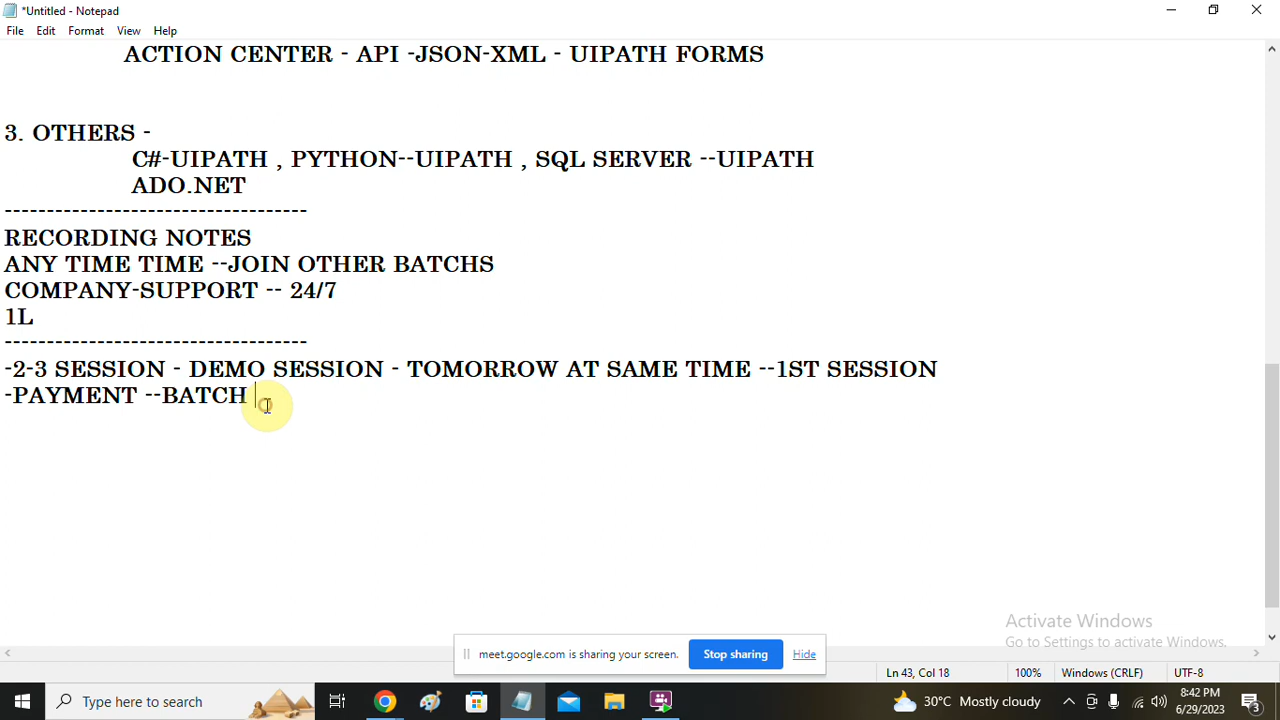 *Untitled - Notepad
File Edit Format View Help
ACTION CENTER - API -JSON-XML - UIPATH FORMS
3. OTHERS -
C#-UIPATH , PYTHON--UIPATH , SQL SERVER --UIPATH
ADO.NET
------------------------------------
RECORDING NOTES
ANY TIME TIME --JOIN OTHER BATCHS
COMPANY-SUPPORT -- 24/7
1L
------------------------------------
-2-3 SESSION - DEMO SESSION - TOMORROW AT SAME TIME --1ST SESSION
-PAYMENT --BATCH
Activate Windows
Go to Settings to activate Windows.
meet.google.com is sharing your screen. Stop sharing Hide
Ln 43, Col 18 100% Windows (CRLF) UTF-8
Type here to search 30°C Mostly cloudy 8:42 PM
6/29/2023 3